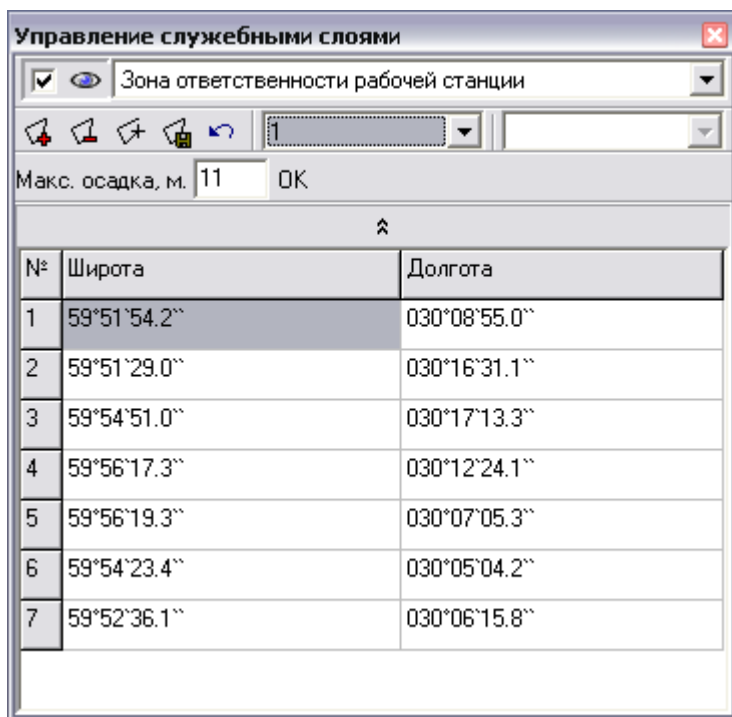 Управление служебными слоями
Зона ответственности рабочей станции
1
Макс. осадка, м. 11 OK
№ Широта Долгота
1 59°51`54.2`` 030°08`55.0``
2 59°51`29.0`` 030°16`31.1``
3 59°54`51.0`` 030°17`13.3``
4 59°56`17.3`` 030°12`24.1``
5 59°56`19.3`` 030°07`05.3``
6 59°54`23.4`` 030°05`04.2``
7 59°52`36.1`` 030°06`15.8``